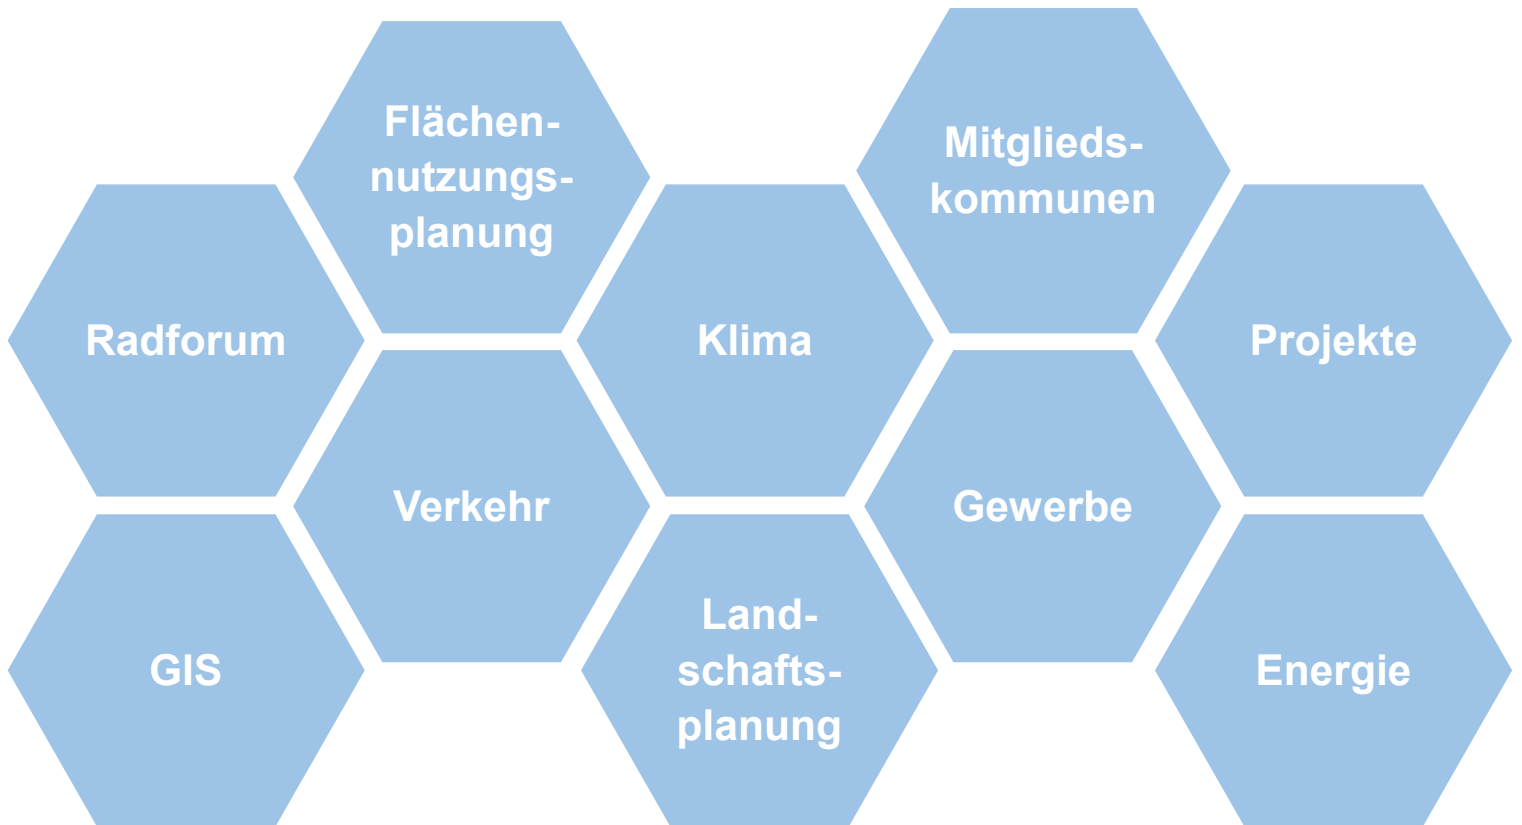 Flächen-
nutzungs-
planung
Mitglieds-
kommunen
Radforum
Klima
Projekte
Verkehr
Gewerbe
GIS
Land-
schafts-
planung
Energie